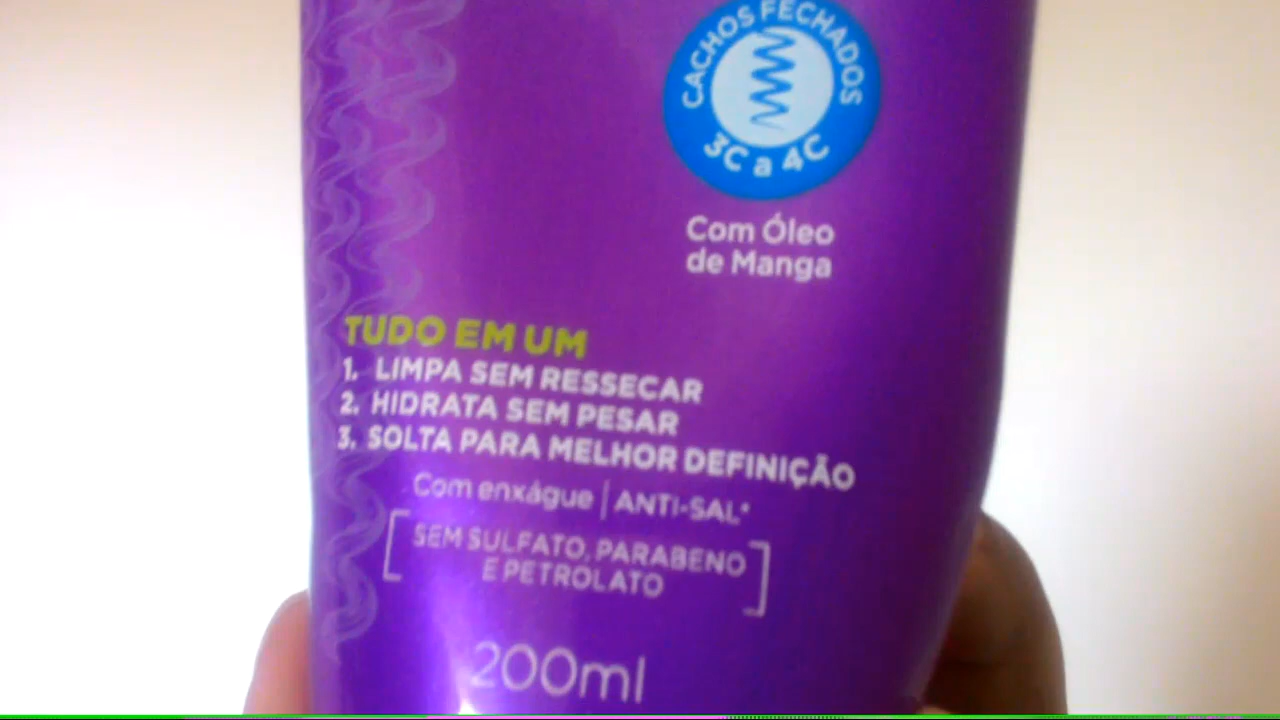 CACHOS FECHADOS
3C a 4C
Com Óleo
de Manga
TUDO EM UM
1. LIMPA SEM RESSECAR
2. HIDRATA SEM PESAR
3. SOLTA PARA MELHOR DEFINIÇÃO
Com enxágue | ANTI-SAL*
[SEM SULFATO, PARABENO
E PETROLATO]
200ml